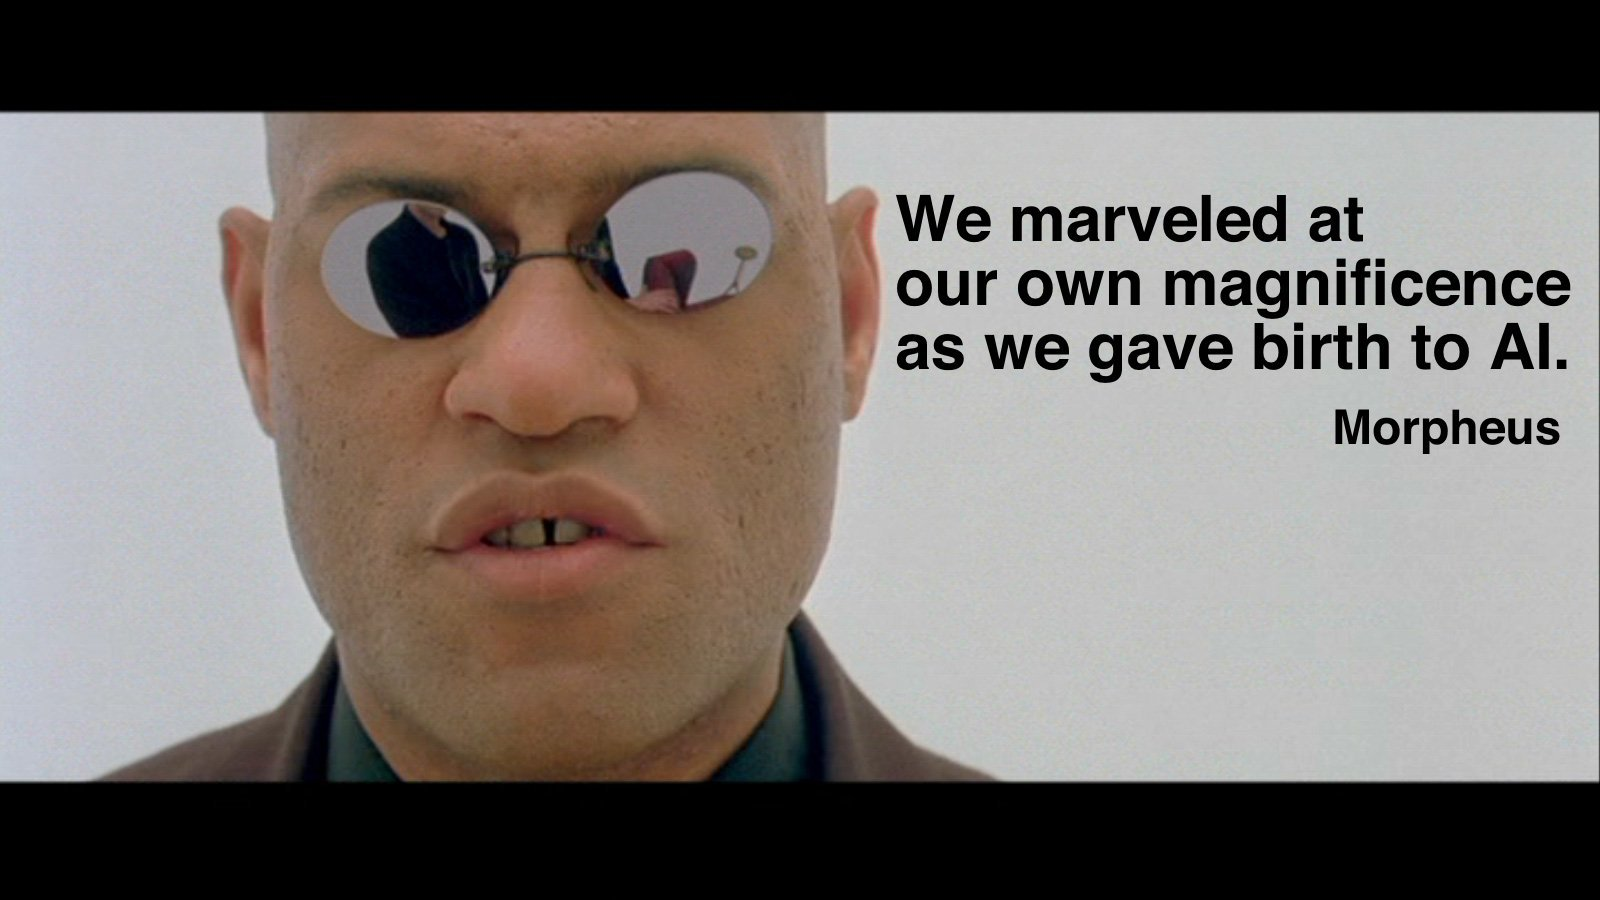 We marveled at
our own magnificence
as we gave birth to AI.
Morpheus